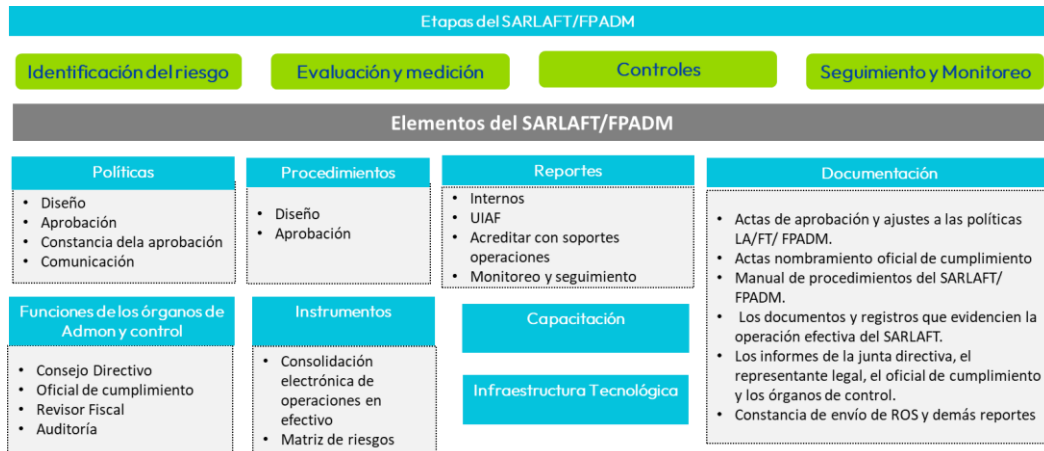 Etapas del SARLAFT/FPADM
Identificación del riesgo
Evaluación y medición
Controles
Seguimiento y Monitoreo
Elementos del SARLAFT/FPADM
Políticas
• Diseño
• Aprobación
• Constancia dela aprobación
• Comunicación
Procedimientos
• Diseño
• Aprobación
Reportes
• Internos
• UIAF
• Acreditar con soportes
operaciones
• Monitoreo y seguimiento
Documentación
• Actas de aprobación y ajustes a las políticas
LA/FT/ FPADM.
• Actas nombramiento oficial de cumplimiento
• Manual de procedimientos del SARLAFT/
FPADM.
• Los documentos y registros que evidencien la
operación efectiva del SARLAFT.
• Los informes de la junta directiva, el
representante legal, el oficial de cumplimiento
y los órganos de control.
• Constancia de envío de ROS y demás reportes
Funciones de los órganos de
Admon y control
• Consejo Directivo
• Oficial de cumplimiento
• Revisor Fiscal
• Auditoría
Instrumentos
• Consolidación
electrónica de
operaciones en
efectivo
• Matriz de riesgos
Capacitación
Infraestructura Tecnológica